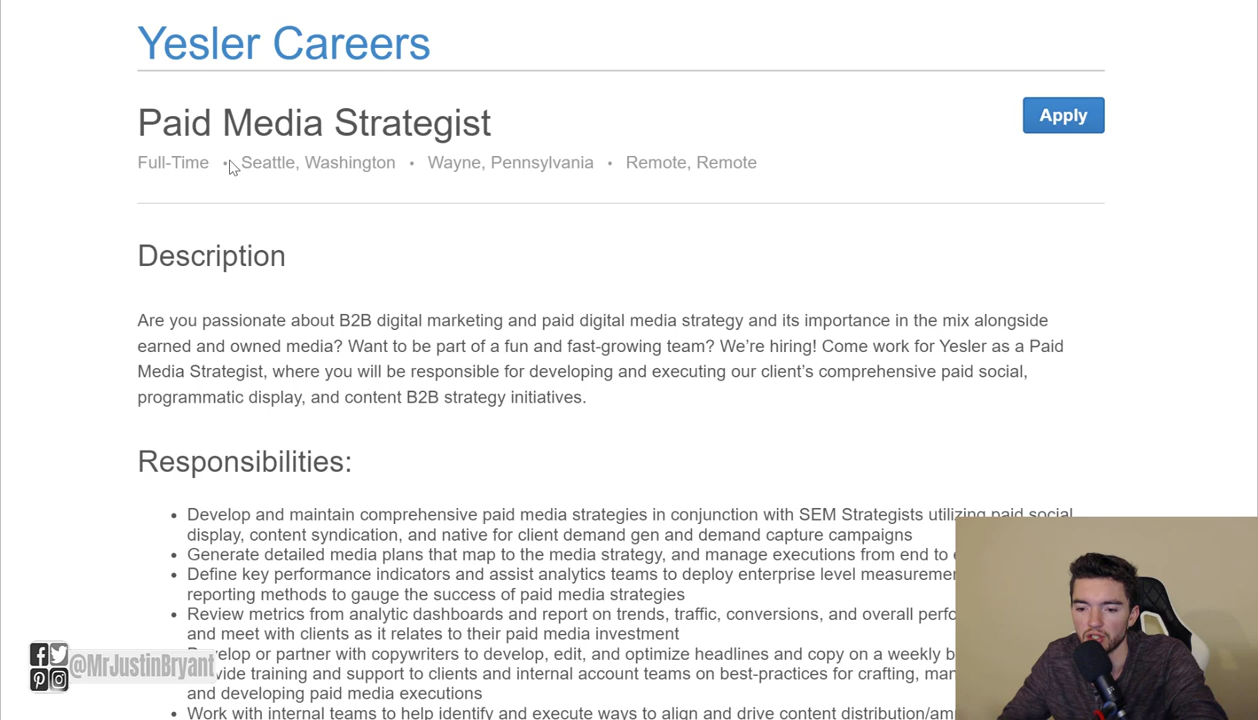 Yesler Careers
Paid Media Strategist
Apply
Full-Time • Seattle, Washington • Wayne, Pennsylvania • Remote, Remote
Description
Are you passionate about B2B digital marketing and paid digital media strategy and its importance in the mix alongside
earned and owned media? Want to be part of a fun and fast-growing team? We’re hiring! Come work for Yesler as a Paid
Media Strategist, where you will be responsible for developing and executing our client’s comprehensive paid social,
programmatic display, and content B2B strategy initiatives.
Responsibilities:
• Develop and maintain comprehensive paid media strategies in conjunction with SEM Strategists utilizing paid social,
display, content syndication, and native for client demand gen and demand capture campaigns
• Generate detailed media plans that map to the media strategy, and manage executions from end to
• Define key performance indicators and assist analytics teams to deploy enterprise level
reporting methods to gauge the success of paid media strategies
• Review metrics from analytic dashboards and report on trends, traffic, conversions, and overall
and meet with clients as it relates to their paid media investment
or partner with copywriters to develop, edit, and optimize headlines and copy on a weekly
training and support to clients and internal account teams on best-practices for crafting,
and developing paid media executions
• Work with internal teams to help identify and execute ways to align and drive content
@MrJustinBryant